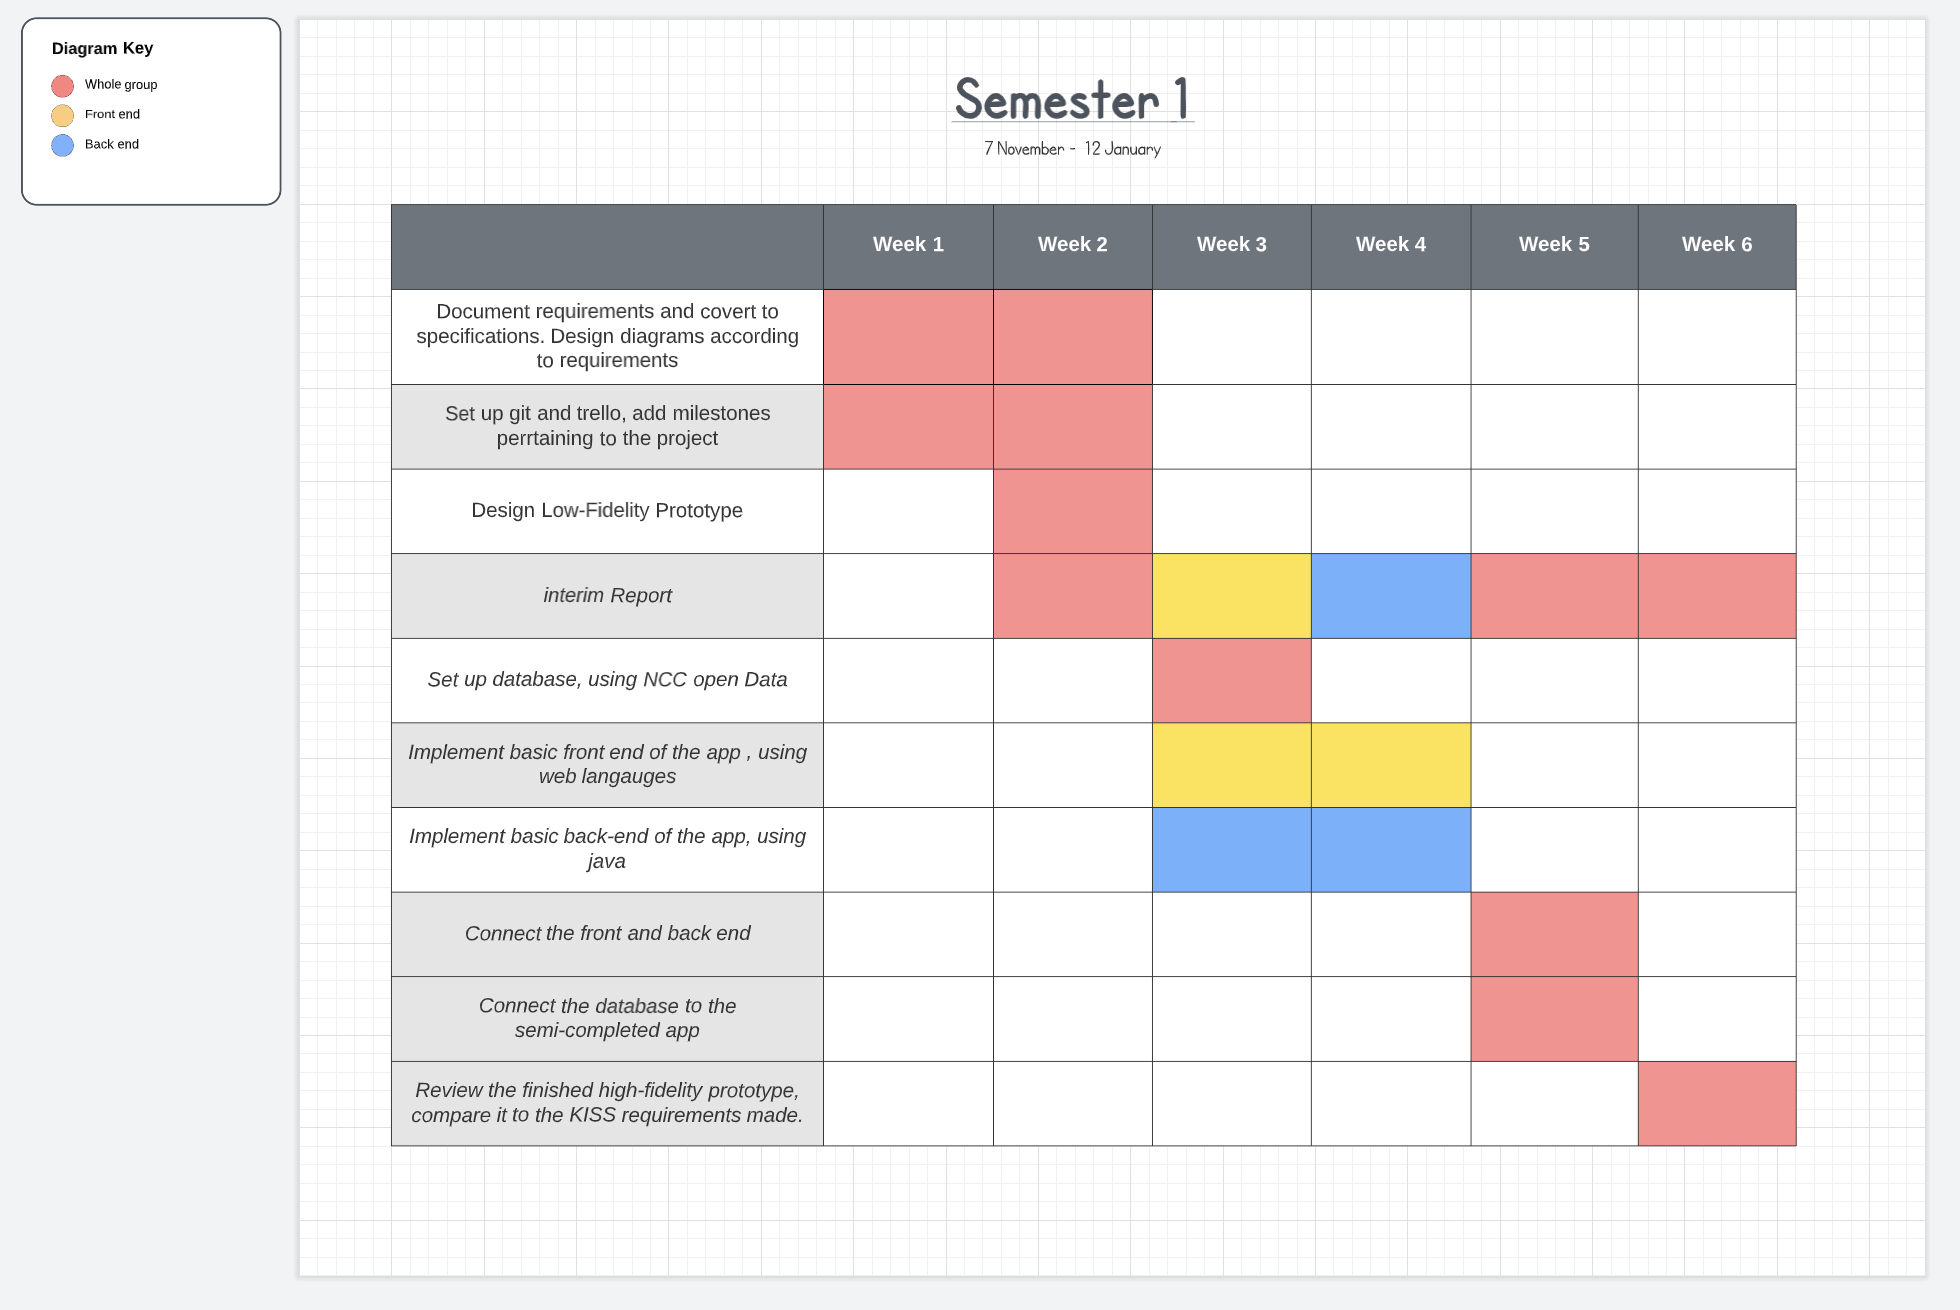 Diagram Key
Whole group
Front end
Back end
Semester 1
7 November - 12 January
Week 1 Week 2 Week 3 Week 4 Week 5 Week 6
Document requirements and covert to
specifications. Design diagrams according
to requirements
Set up git and trello, add milestones
perrtaining to the project
Design Low-Fidelity Prototype
interim Report
Set up database, using NCC open Data
Implement basic front end of the app , using
web langauges
Implement basic back-end of the app, using
java
Connect the front and back end
Connect the database to the
semi-completed app
Review the finished high-fidelity prototype,
compare it to the KISS requirements made.